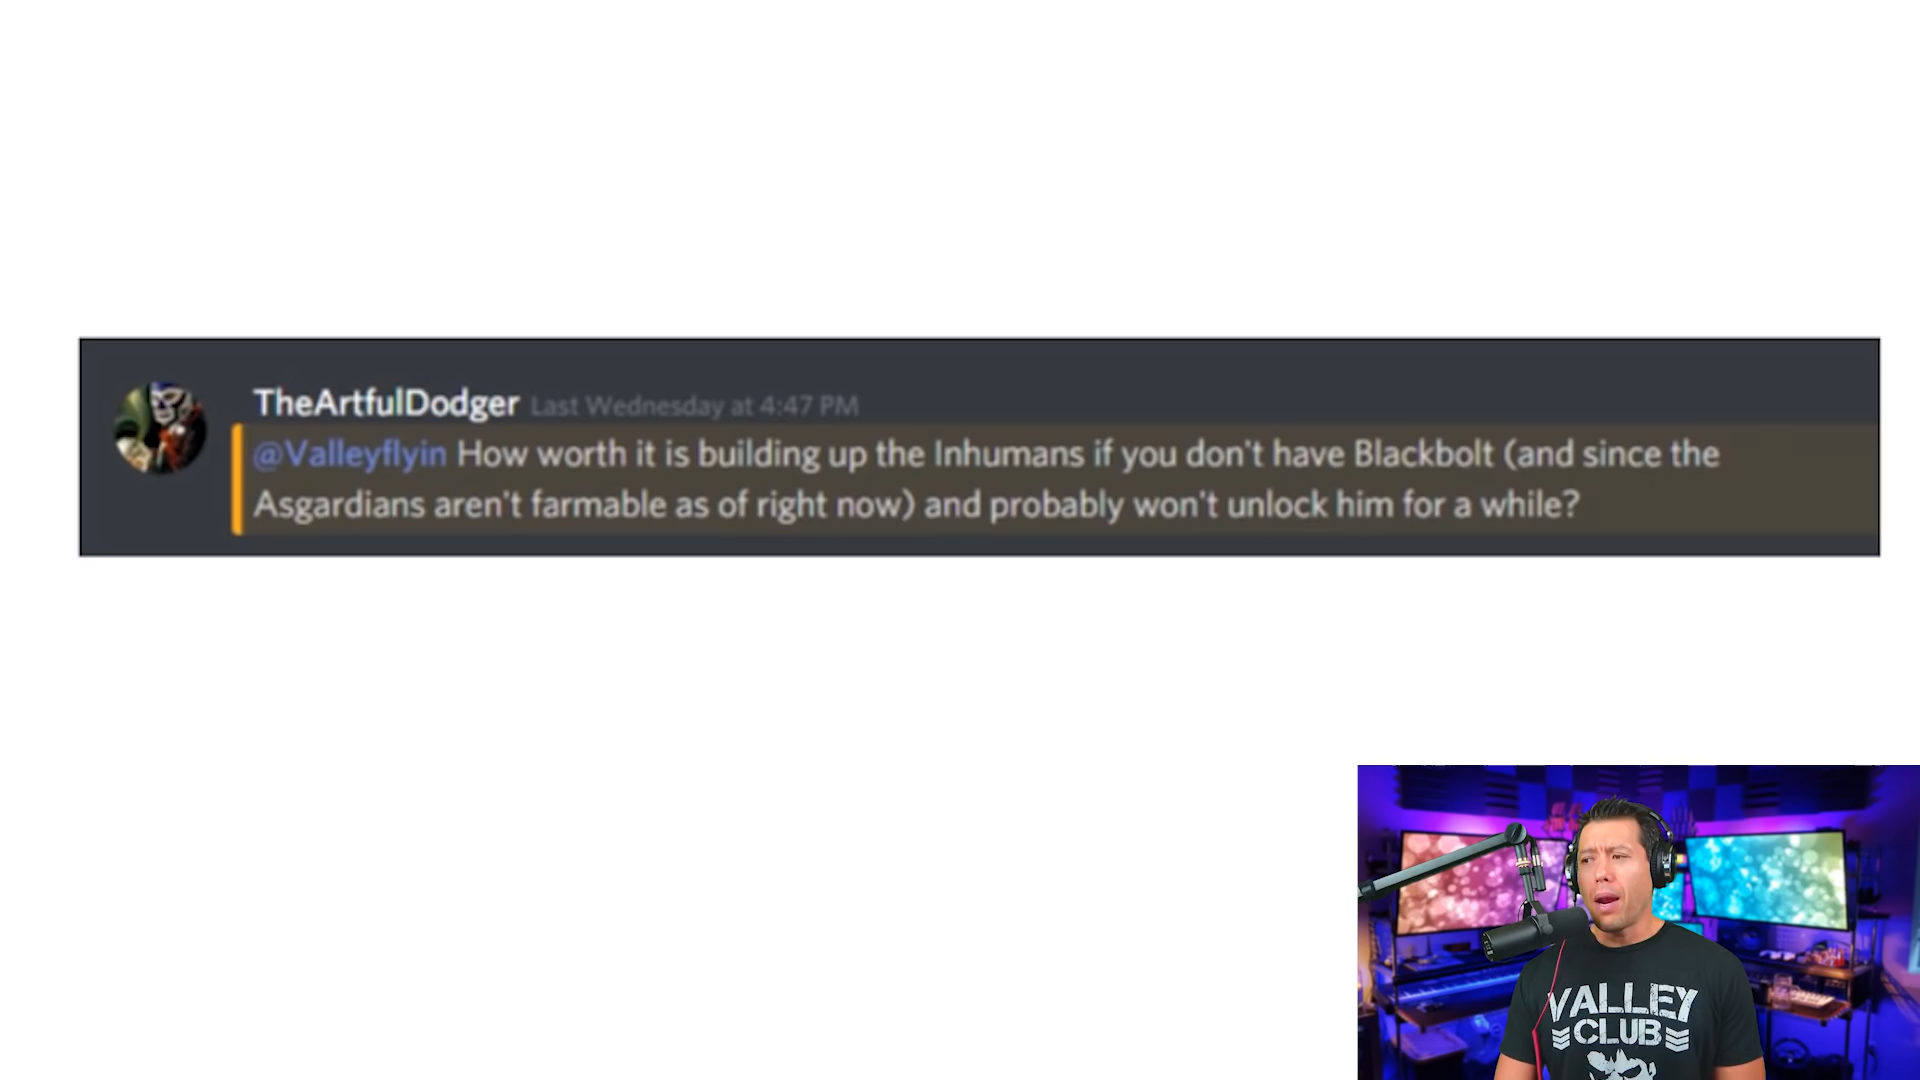 TheArtfulDodger Last Wednesday at 4:47 PM
@Valleyflyin How worth it is building up the Inhumans if you don't have Blackbolt (and since the
Asgardians aren't farmable as of right now) and probably won't unlock him for a while?
VALLEY
CLUB